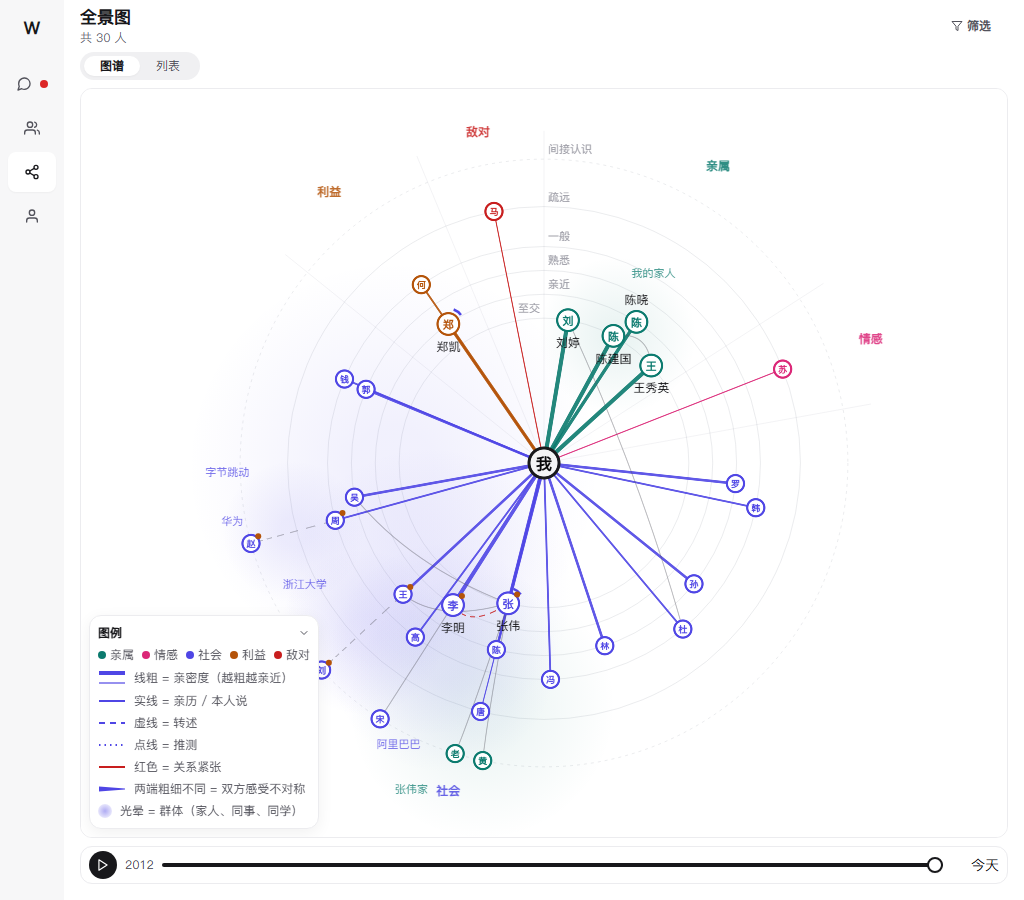 W
全景图
共 30 人
筛选
图谱
列表
敌对
间接认识
亲属
利益
疏远
马
一般
熟悉
我的家人
何
亲近
陈晓
至交
郑
刘
陈
刘婷
陈
郑凯
陈建国
王
情感
钱
郭
王秀英
苏
我
字节跳动
罗
吴
韩
华为
周
赵
浙江大学
孙
王
李
张
李明
张伟
杜
高
林
陈
刘
冯
唐
宋
阿里巴巴
老
黄
张伟家
社会
图例
亲属 情感 社会 利益 敌对
线粗 = 亲密度（越粗越亲近）
实线 = 亲历 / 本人说
虚线 = 转述
点线 = 推测
红色 = 关系紧张
两端粗细不同 = 双方感受不对称
光晕 = 群体（家人、同事、同学）
2012
今天